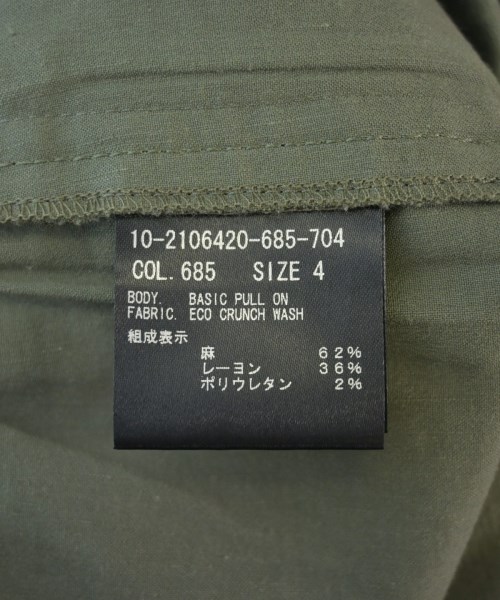 10-2106420-685-704
COL. 685 SIZE 4
BODY. BASIC PULL ON
FABRIC. ECO CRUNCH WASH
組成表示
麻 62%
レーヨン 36%
ポリウレタン 2%